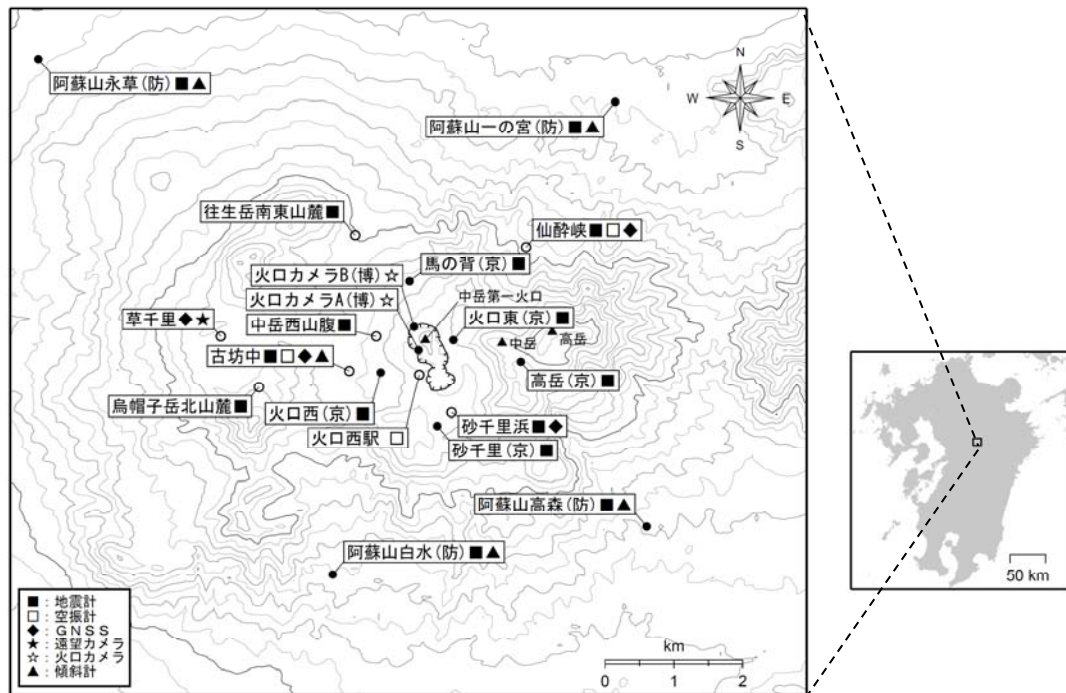 阿蘇山永草(防)■▲
阿蘇山一の宮(防)■▲
N
W E
S
往生岳南東山麓■
仙酔峡■□◆
馬の背(京)■
火口カメラB(博)☆
火口カメラA(博)☆
中岳第一火口
草千里◆★
中岳西山腹■
火口東(京)■
▲中岳
▲高岳
古坊中■□◆▲
高岳(京)■
烏帽子岳北山麓■
火口西(京)■
火口西駅 □
砂千里浜■◆
砂千里(京)■
阿蘇山高森(防)■▲
阿蘇山白水(防)■▲
■:地震計
□:空振計
◆:GNSS
★:遠望カメラ
☆:火口カメラ
▲:傾斜計
km
0 2
50 km